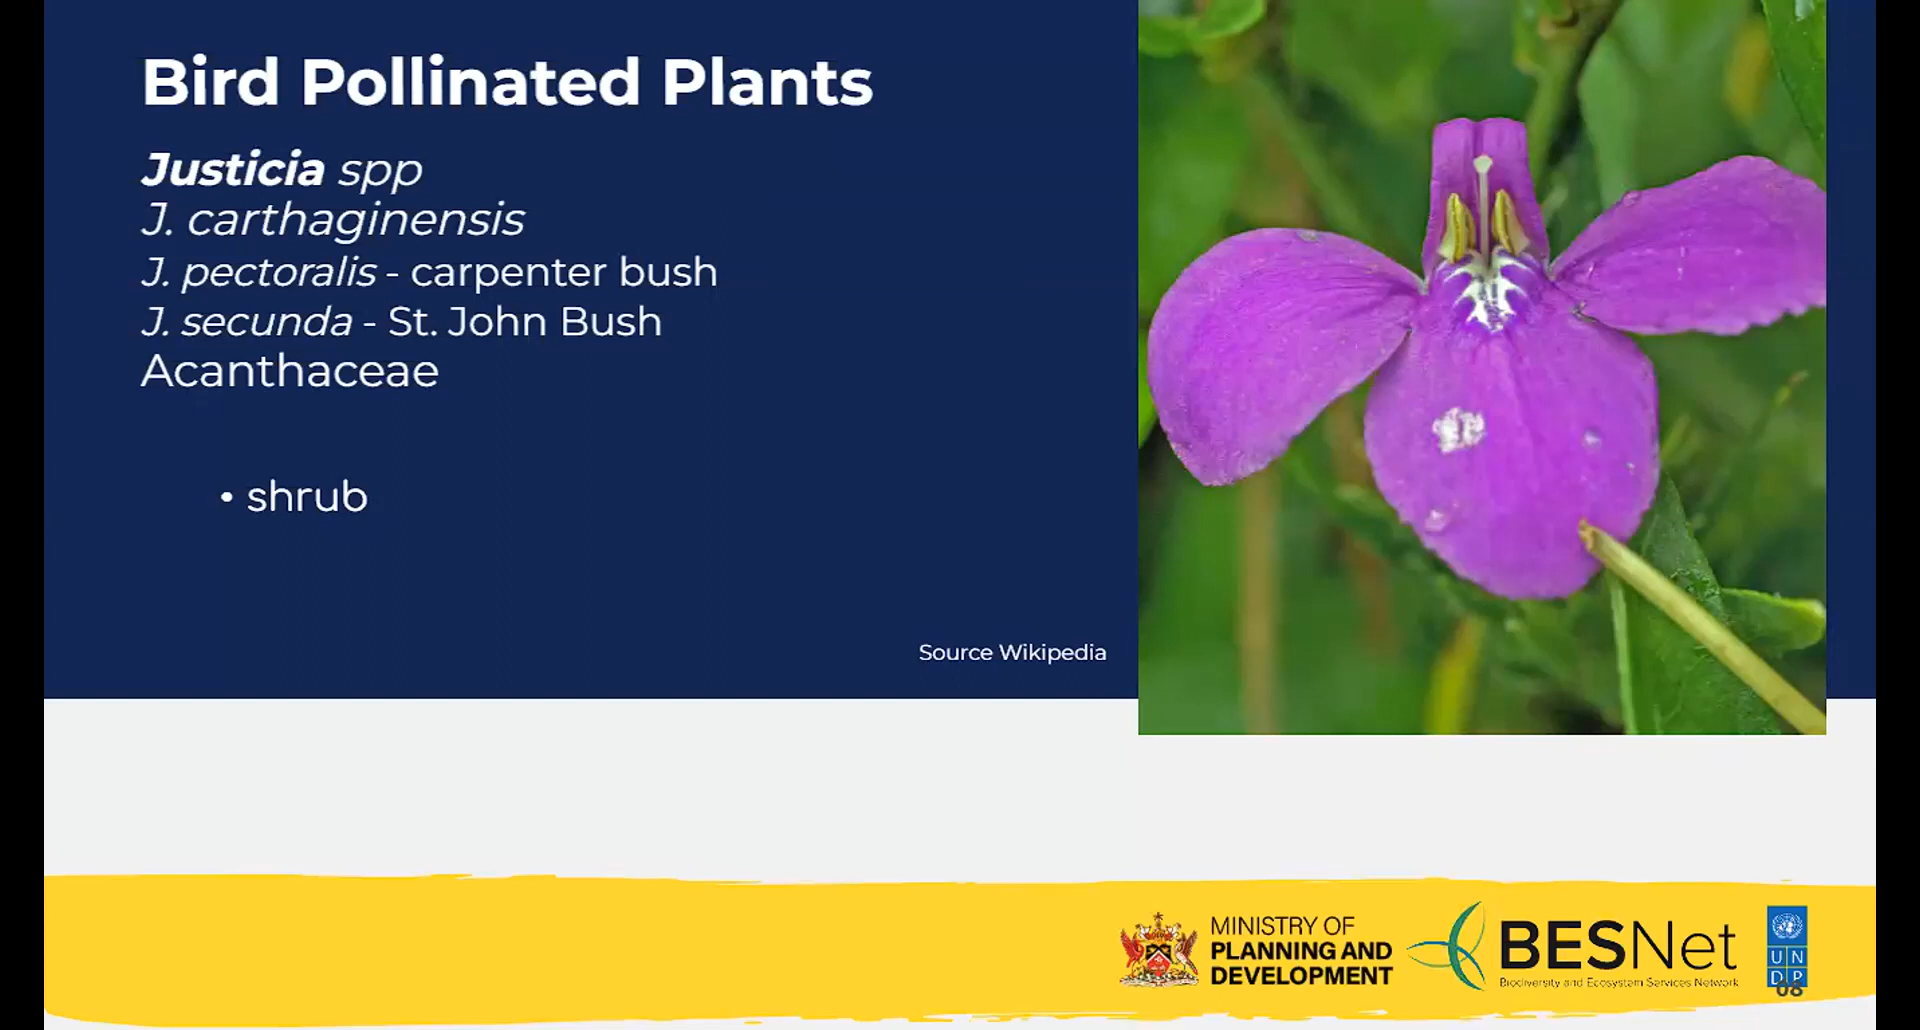 Bird Pollinated Plants
Justicia spp
J. carthaginensis
J. pectoralis - carpenter bush
J. secunda - St. John Bush
Acanthaceae
• shrub
Source Wikipedia
MINISTRY OF
PLANNING AND
DEVELOPMENT
BESNet
Biodiversity and Ecosystem Services Network
U N
D P
08